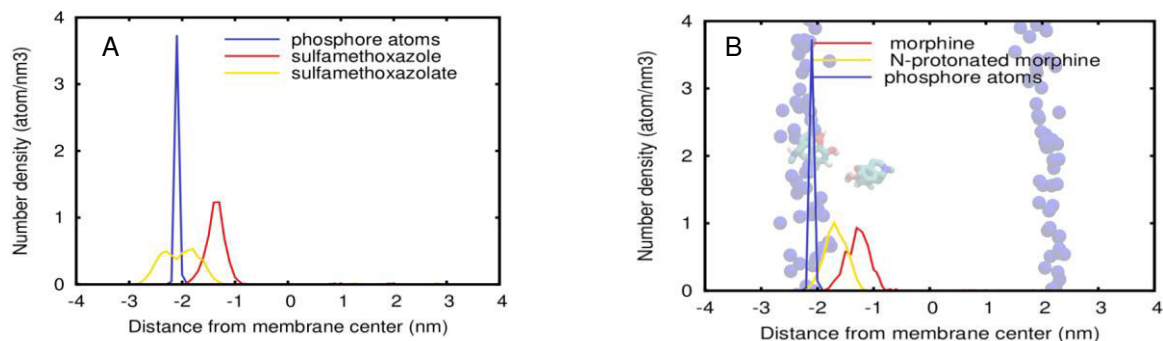 A
phosphore atoms
sulfamethoxazole
sulfamethoxazolate
Number density (atom/nm3)
4
3
2
1
0
-4 -3 -2 -1 0 1 2 3 4
Distance from membrane center (nm)
B
morphine
N-protonated morphine
phosphore atoms
Number density (atom/nm3)
4
3
2
1
0
-4 -3 -2 -1 0 1 2 3 4
Distance from membrane center (nm)